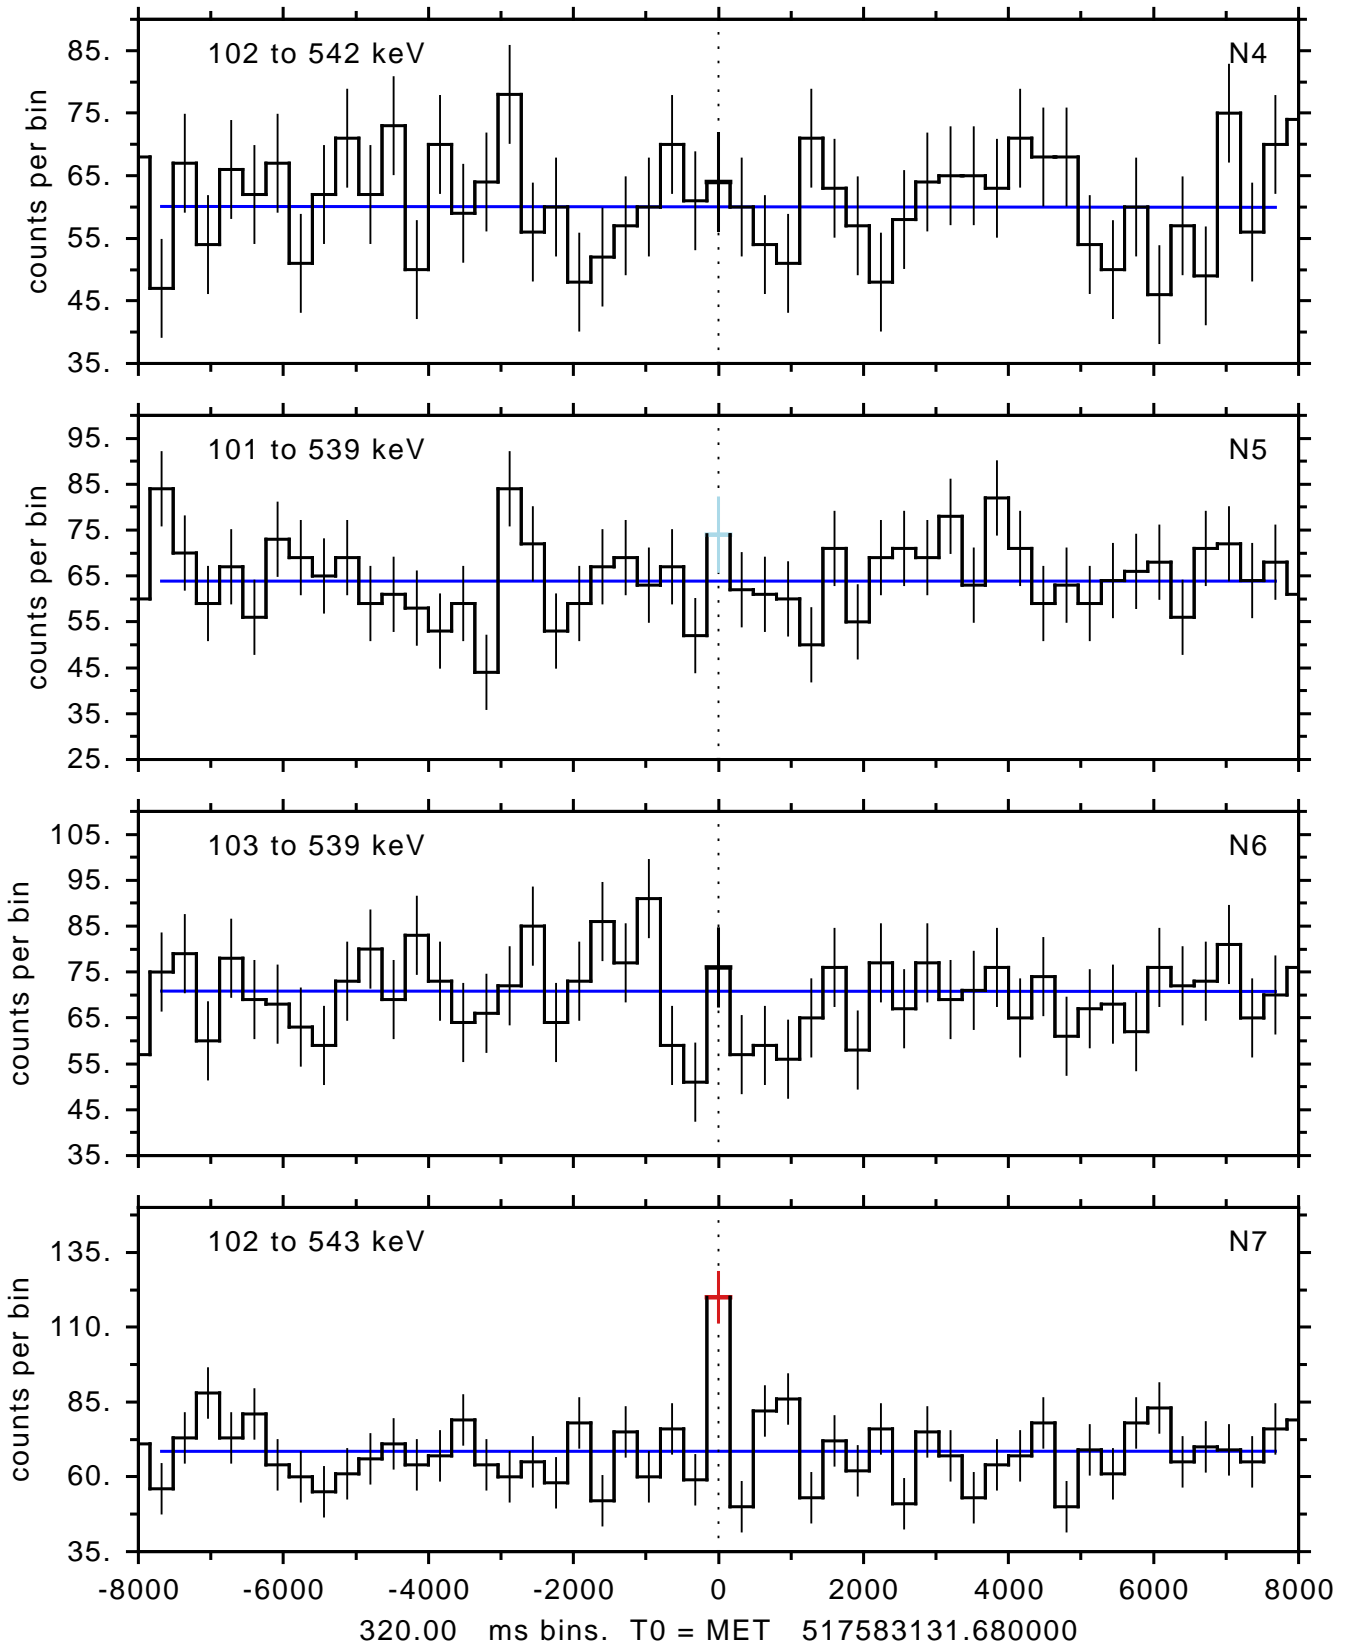 102 to 542 keV N4
85.
75.
65.
55.
45.
35.
counts per bin
101 to 539 keV N5
95.
85.
75.
65.
55.
45.
35.
25.
counts per bin
103 to 539 keV N6
105.
95.
85.
75.
65.
55.
45.
35.
counts per bin
102 to 543 keV N7
135.
110.
85.
60.
35.
counts per bin
-8000 -6000 -4000 -2000 0 2000 4000 6000 8000
320.00 ms bins. T0 = MET 517583131.680000